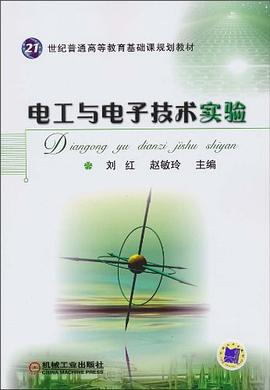 21 世纪普通高等教育基础课规划教材
电工与电子技术实验
Diangong yu dianzi jishu shiyan
刘 红 赵敏玲 主编
机械工业出版社
CHINA MACHINE PRESS